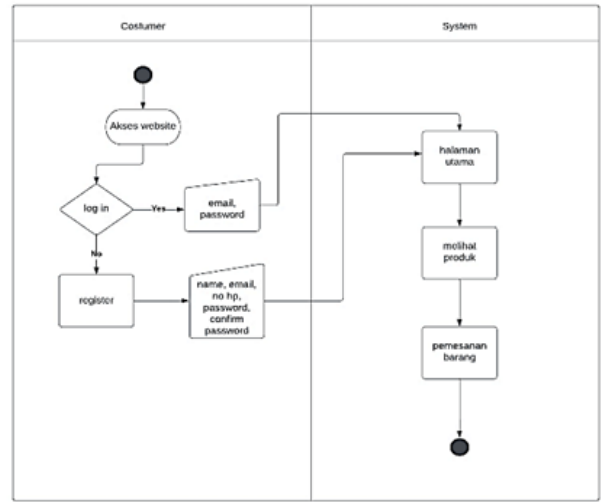 Costumer
System
Akses website
log in
Yes
email,
password
No
register
name, email,
no hp,
password,
confirm
password
halaman
utama
melihat
produk
pemesanan
barang